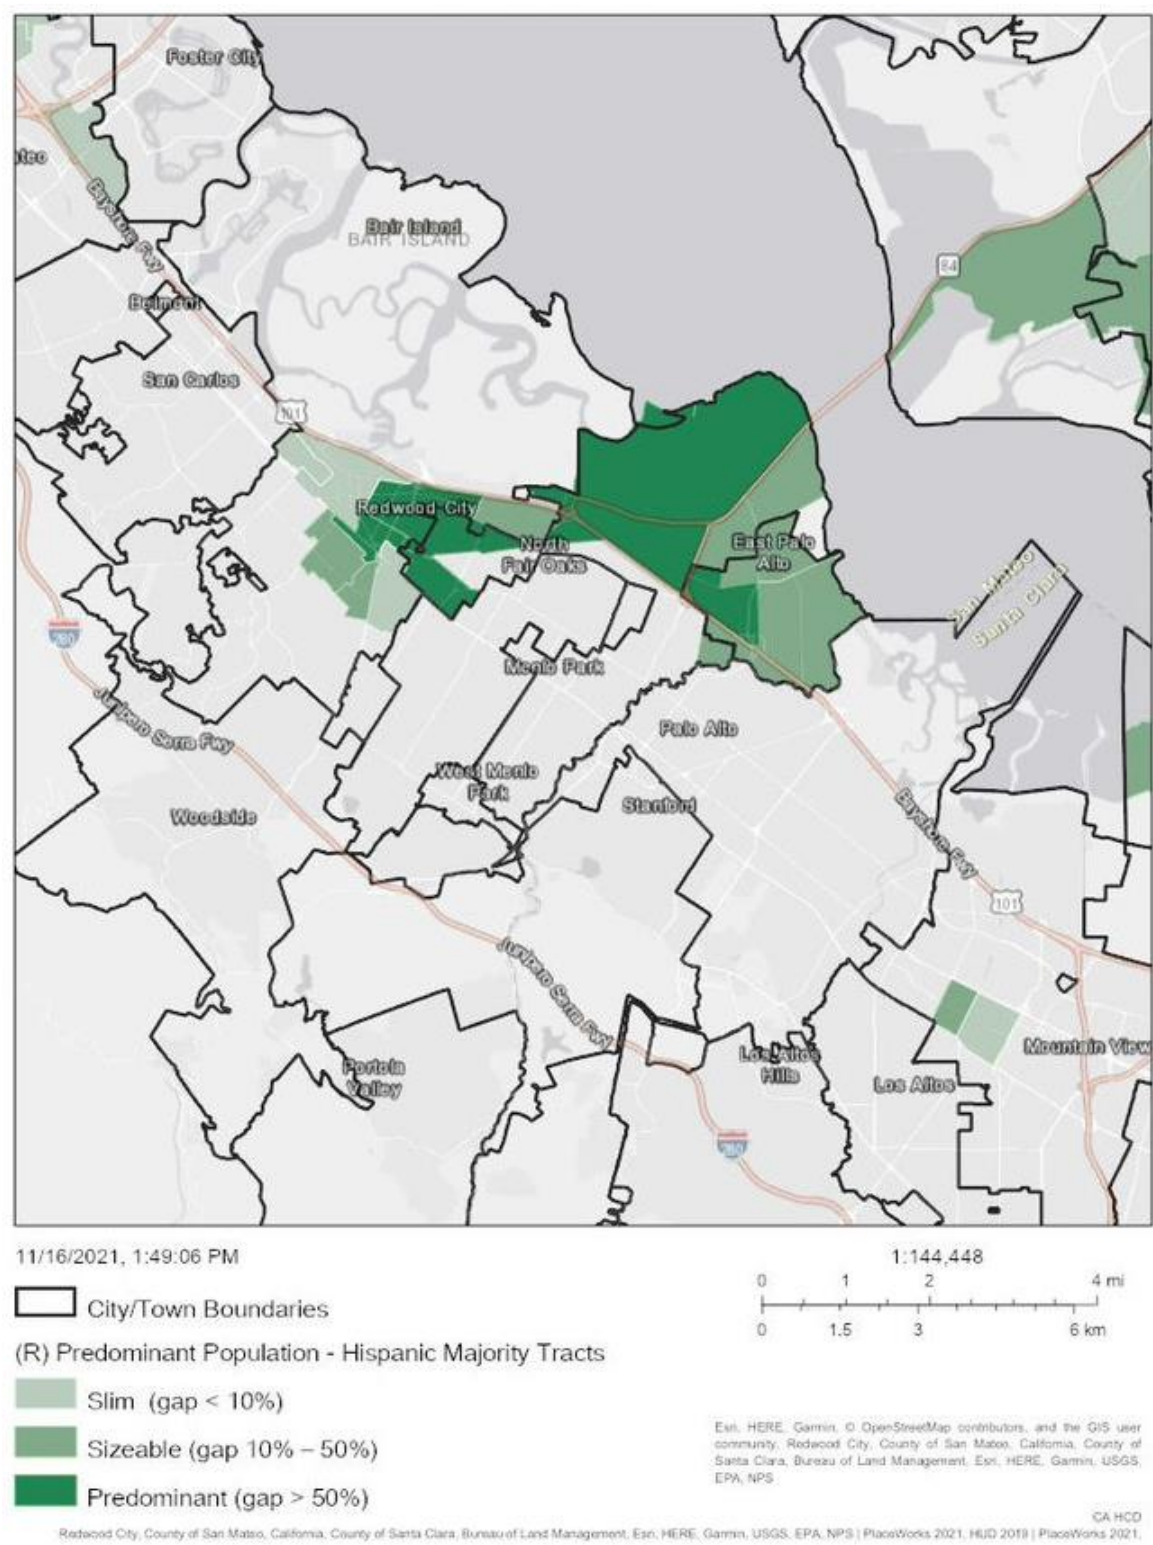 Foster City
ateo
Bayshore Fwy
Bair Island
BAIR ISLAND
84
Belmont
San Carlos
101
Redwood City
North
Fair Oaks
East Palo
Alto
San Mateo
Santa Clara
280
Menlo Park
Junipero Serra Fwy
Palo Alto
West Menlo
Park
Stanford
Woodside
Bayshore Fwy
101
Junipero Serra Fwy
Mountain View
Portola
Valley
Los Altos
Hills
Los Altos
280
11/16/2021, 1:49:06 PM
1:144,448
0 1 2 4 mi
0 1.5 3 6 km
City/Town Boundaries
(R) Predominant Population - Hispanic Majority Tracts
Slim (gap < 10%)
Sizeable (gap 10% – 50%)
Predominant (gap > 50%)
Esri, HERE, Garmin, © OpenStreetMap contributors, and the GIS user
community, Redwood City, County of San Mateo, California, County of
Santa Clara, Bureau of Land Management, Esri, HERE, Garmin, USGS,
EPA, NPS
CA HCD
Redwood City, County of San Mateo, California, County of Santa Clara, Bureau of Land Management, Esri, HERE, Garmin, USGS, EPA, NPS | PlaceWorks 2021, HUD 2019 | PlaceWorks 2021,